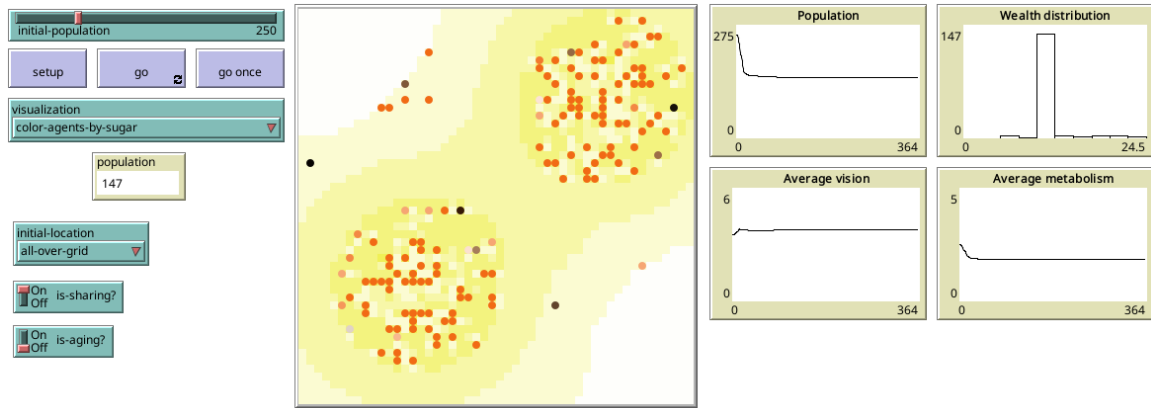 initial-population 250
setup
go
go once
visualization
color-agents-by-sugar
population
147
initial-location
all-over-grid
On
Off
is-sharing?
On
Off
is-aging?
Population
275
0
0
364
Wealth distribution
147
0
0
24.5
Average vision
6
0
0
364
Average metabolism
5
0
0
364